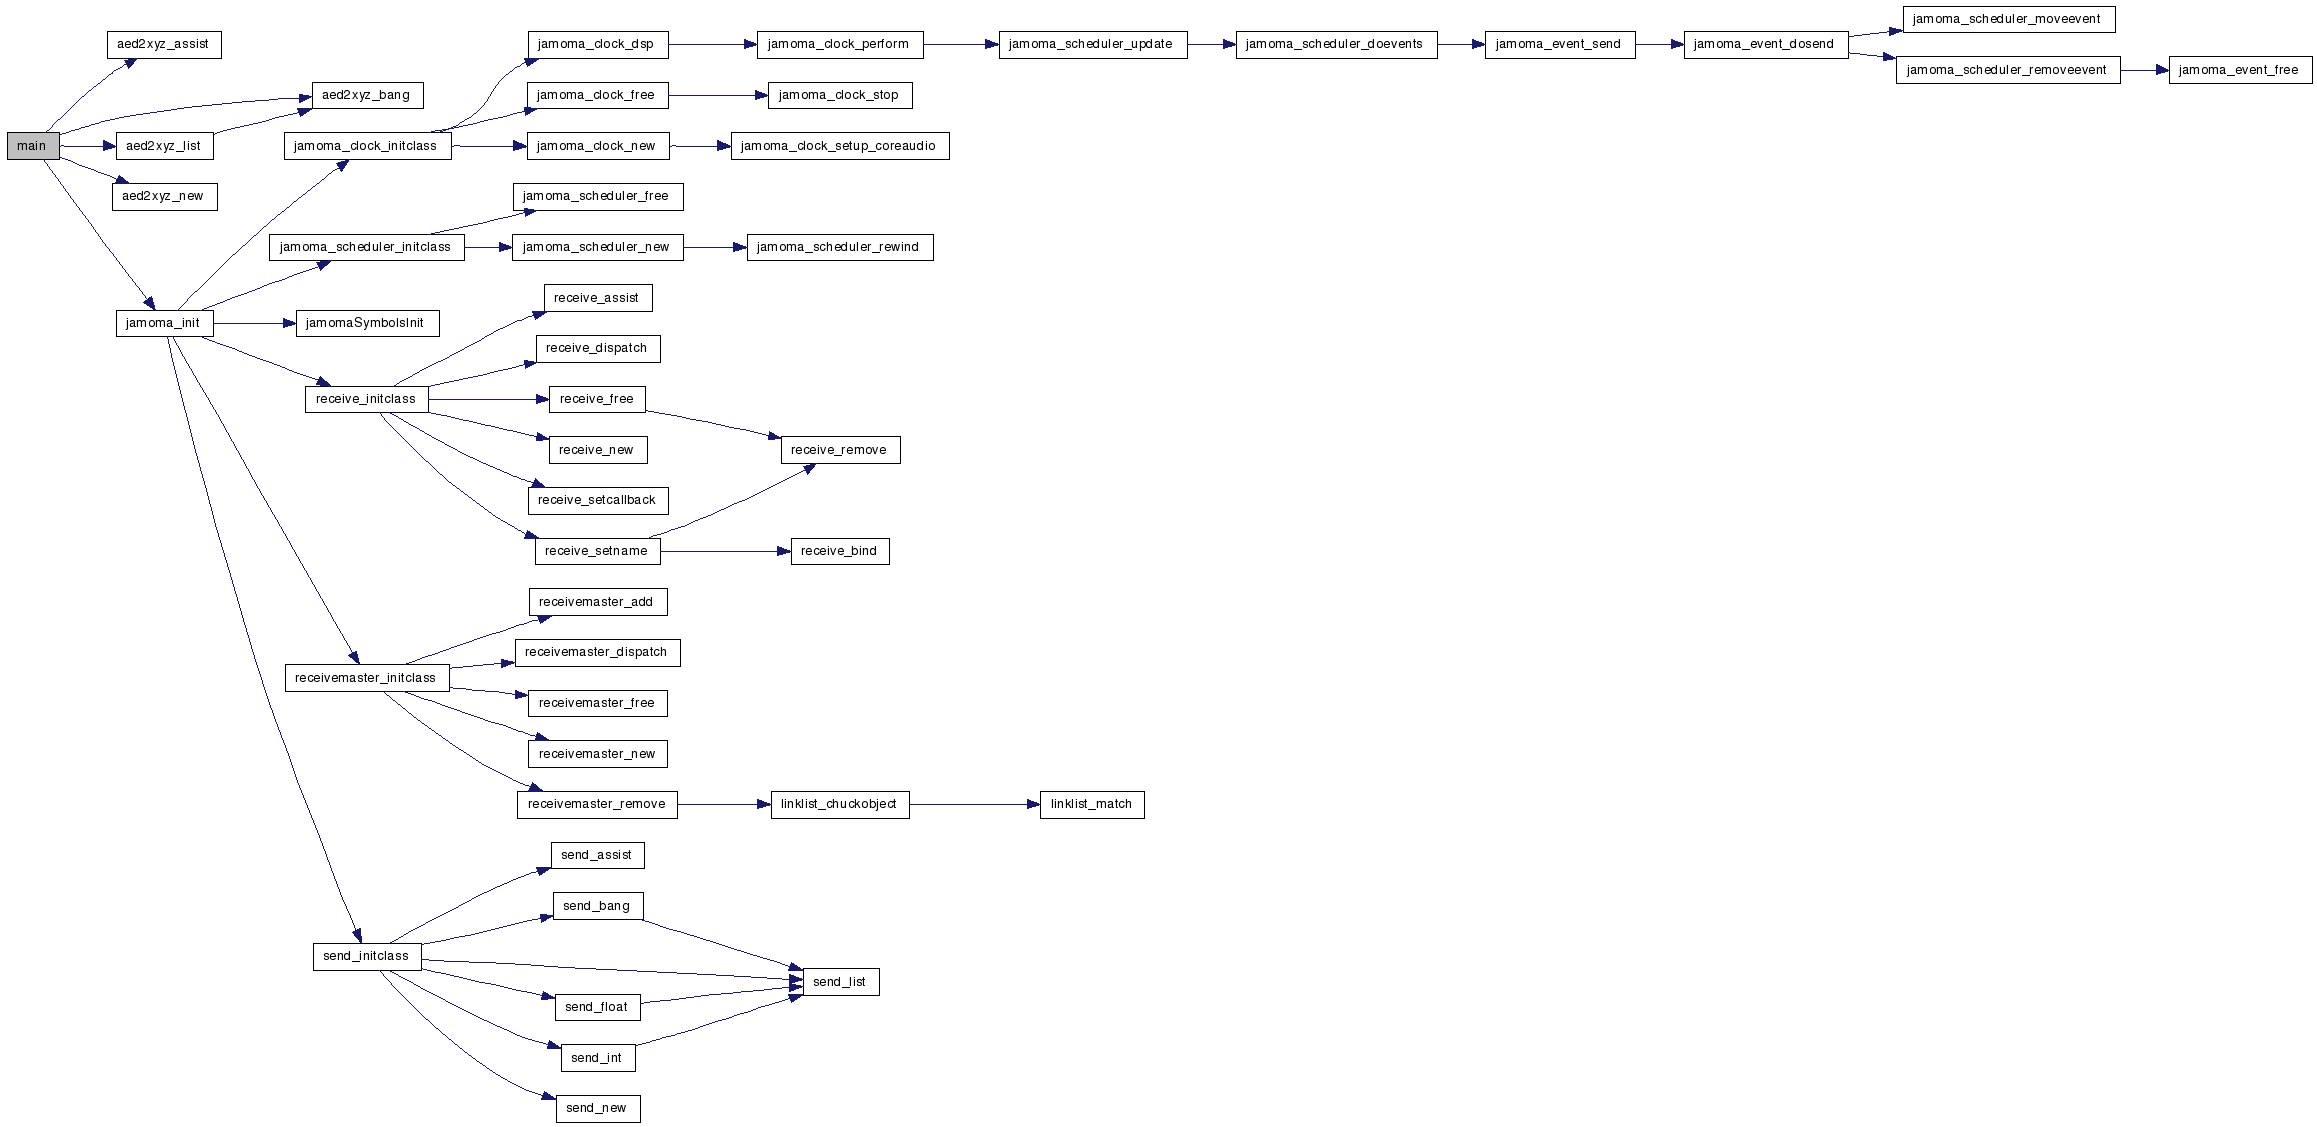 jamoma_scheduler_moveevent
aed2xyz_assist
jamoma_clock_dsp
jamoma_clock_perform
jamoma_scheduler_update
jamoma_scheduler_doevents
jamoma_event_send
jamoma_event_dosend
jamoma_scheduler_removeevent
jamoma_event_free
aed2xyz_bang
jamoma_clock_free
jamoma_clock_stop
main
aed2xyz_list
jamoma_clock_initclass
jamoma_clock_new
jamoma_clock_setup_coreaudio
aed2xyz_new
jamoma_scheduler_free
jamoma_scheduler_initclass
jamoma_scheduler_new
jamoma_scheduler_rewind
receive_assist
jamoma_init
jamomaSymbolsInit
receive_dispatch
receive_initclass
receive_free
receive_new
receive_remove
receive_setcallback
receive_setname
receive_bind
receivemaster_add
receivemaster_dispatch
receivemaster_initclass
receivemaster_free
receivemaster_new
receivemaster_remove
linklist_chuckobject
linklist_match
send_assist
send_bang
send_initclass
send_list
send_float
send_int
send_new